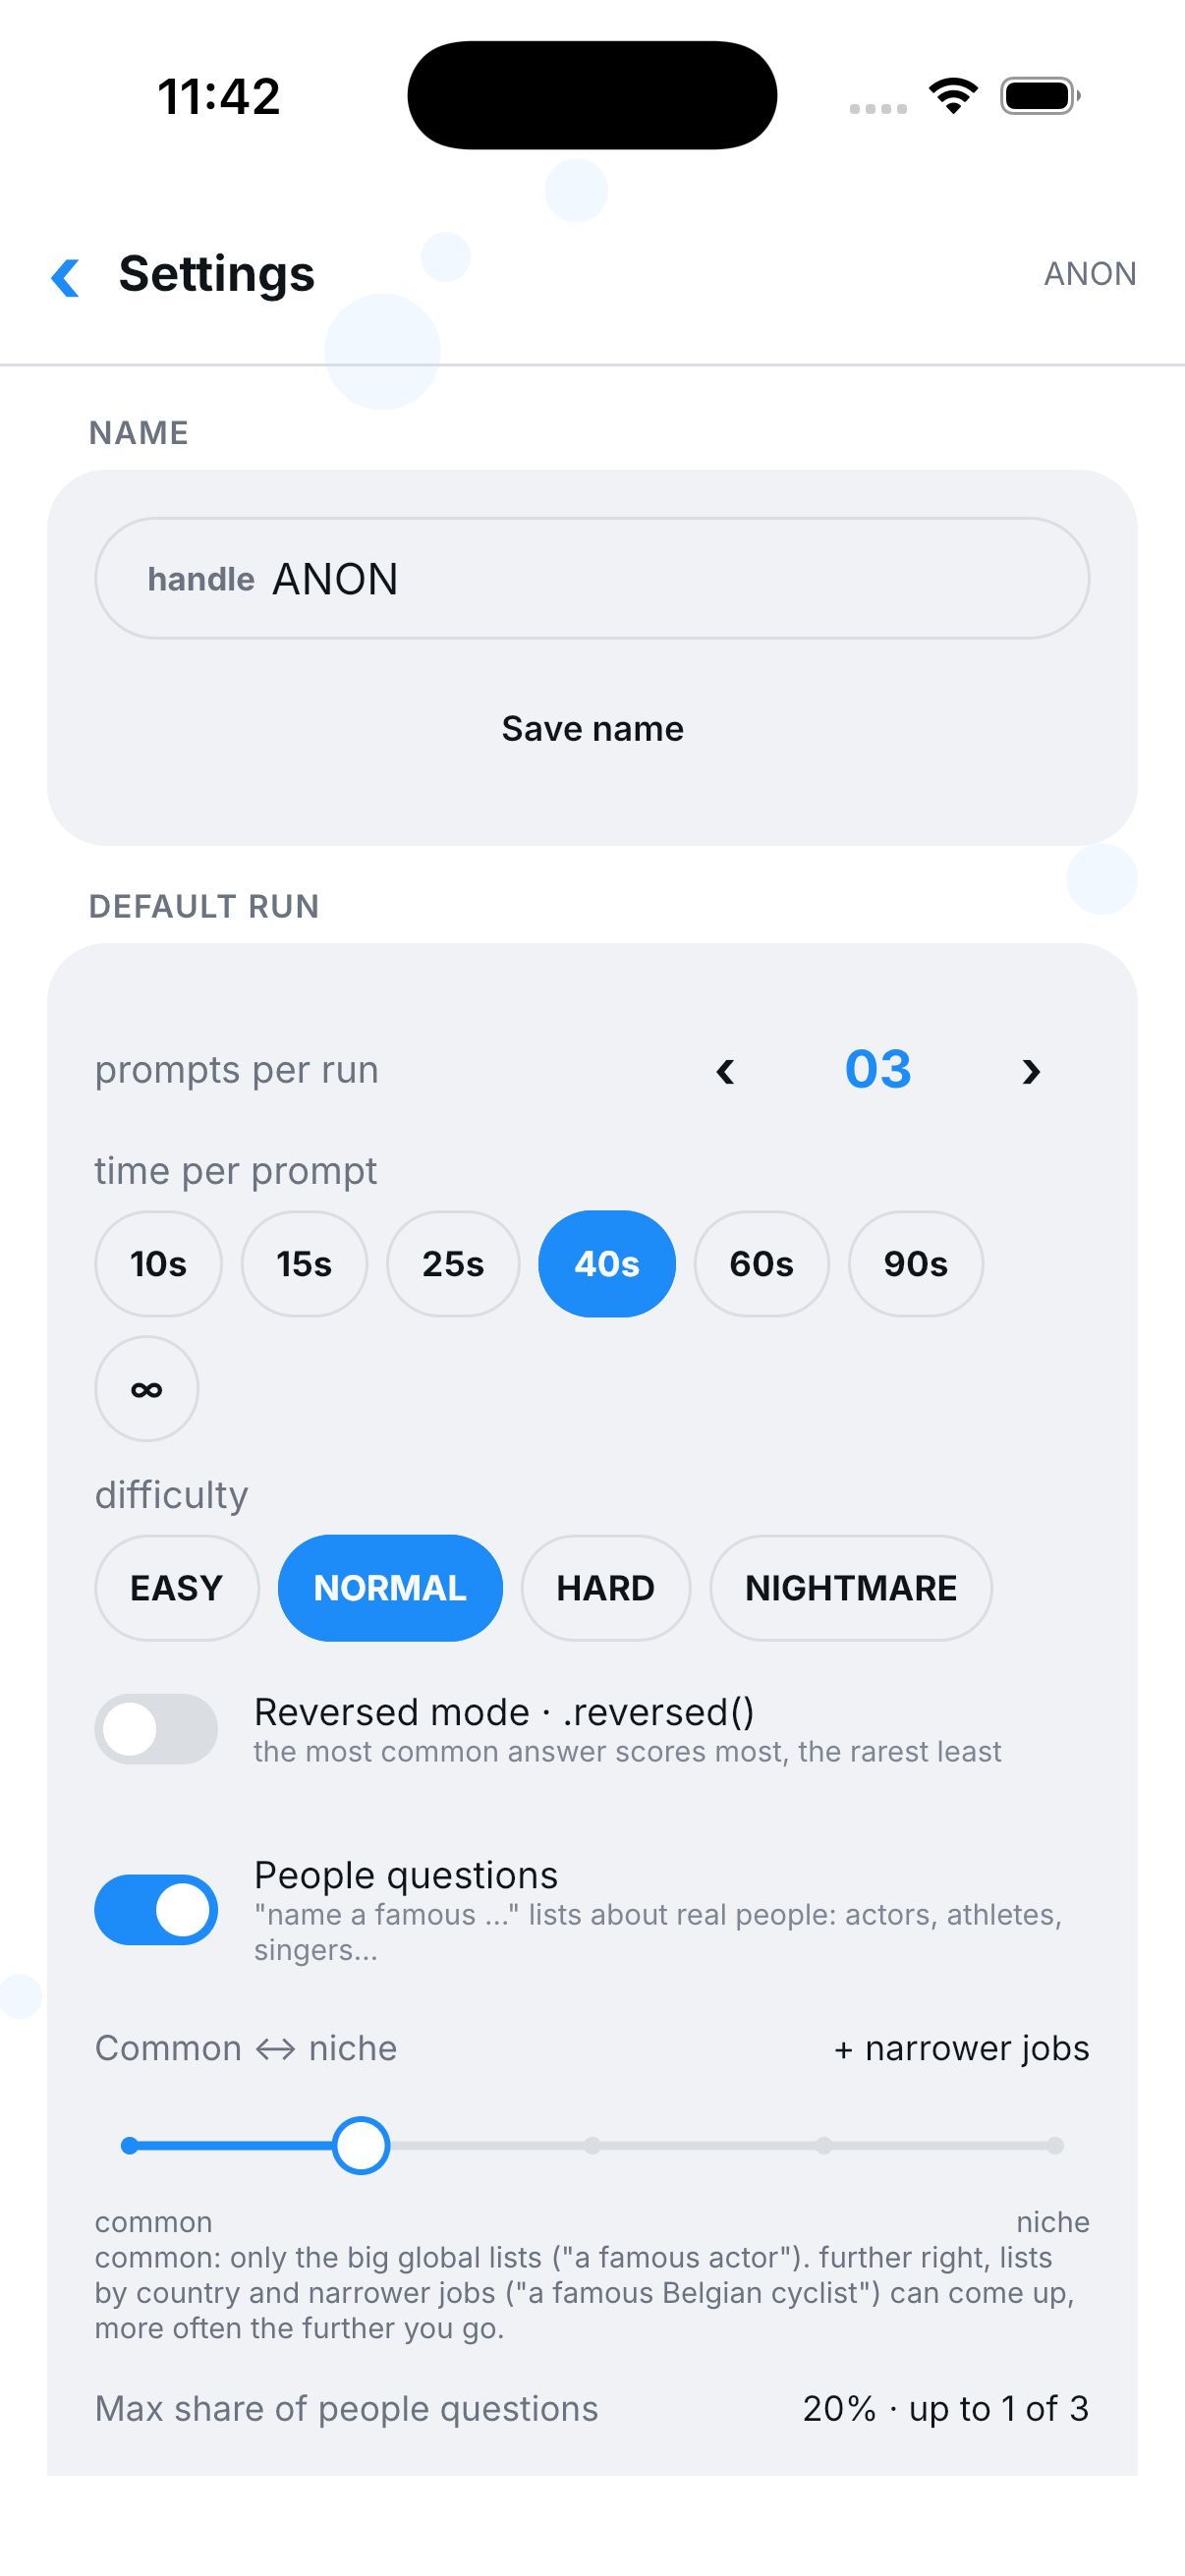 11:42
‹ Settings
ANON
NAME
handle ANON
Save name
DEFAULT RUN
prompts per run ‹ 03 ›
time per prompt
10s 15s 25s 40s 60s 90s
∞
difficulty
EASY NORMAL HARD NIGHTMARE
Reversed mode · .reversed()
the most common answer scores most, the rarest least
People questions
"name a famous ..." lists about real people: actors, athletes,
singers...
Common ↔ niche + narrower jobs
common niche
common: only the big global lists ("a famous actor"). further right, lists
by country and narrower jobs ("a famous Belgian cyclist") can come up,
more often the further you go.
Max share of people questions 20% · up to 1 of 3